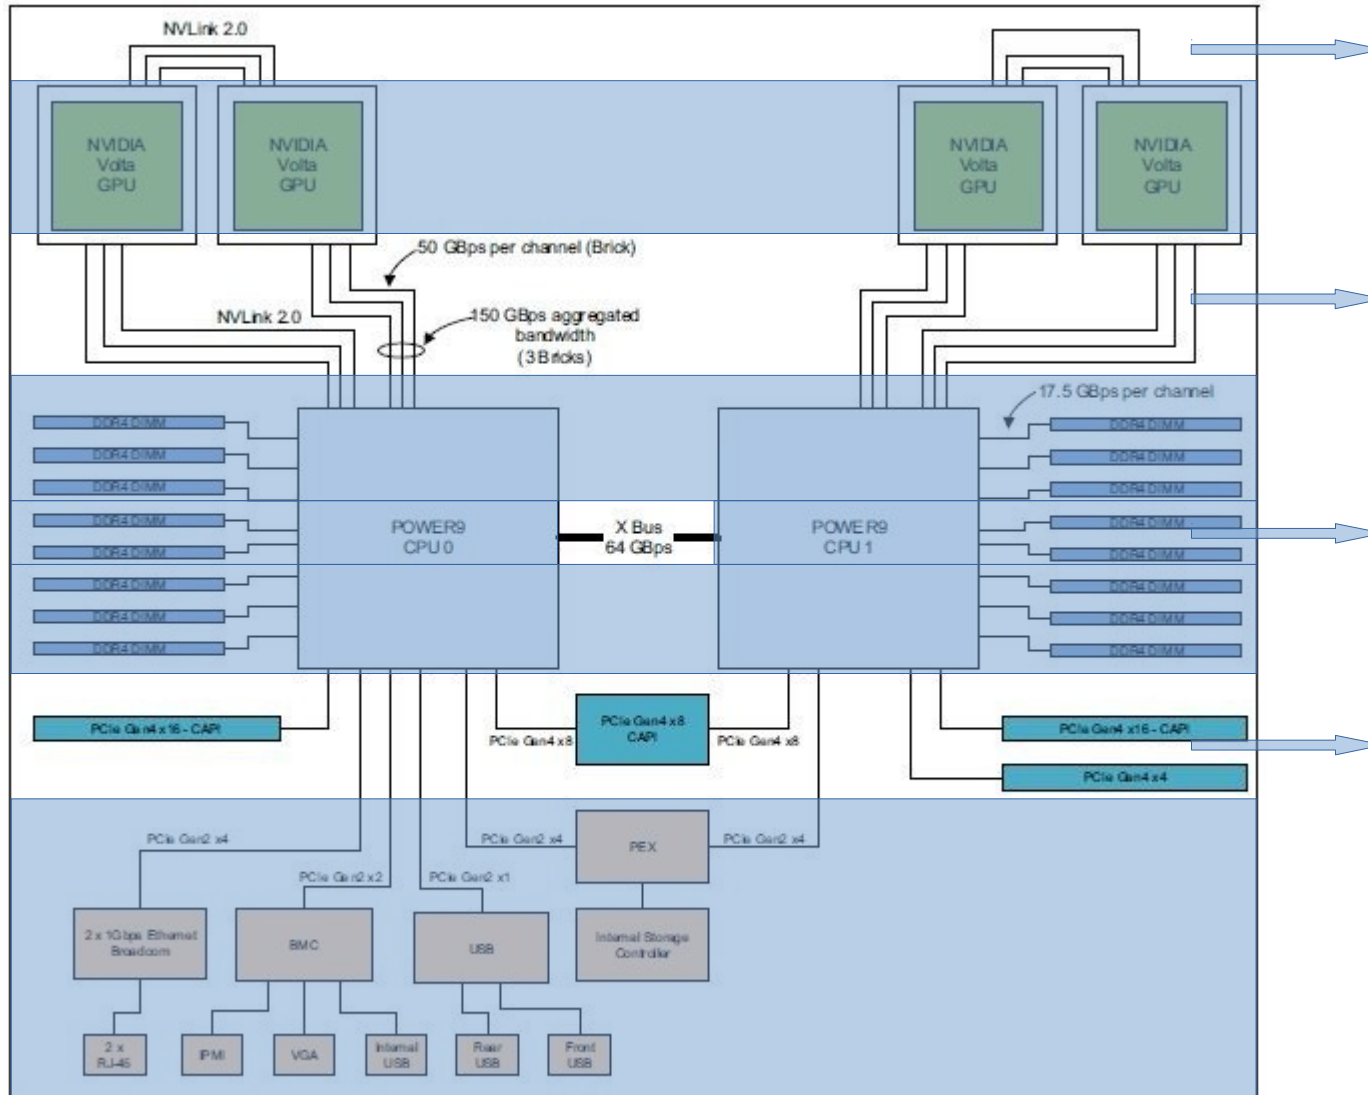 NVLink 2.0
NVIDIA
Volta
GPU
NVIDIA
Volta
GPU
NVIDIA
Volta
GPU
NVIDIA
Volta
GPU
50 GBps per channel (Brick)
NVLink 2.0
150 GBps aggregated
bandwidth
(3 Bricks)
17.5 GBps per channel
DDR4 DIMM
DDR4 DIMM
DDR4 DIMM
DDR4 DIMM
DDR4 DIMM
DDR4 DIMM
DDR4 DIMM
DDR4 DIMM
POWER9
CPU 0
X Bus
64 GBps
POWER9
CPU 1
DDR4 DIMM
DDR4 DIMM
DDR4 DIMM
DDR4 DIMM
DDR4 DIMM
DDR4 DIMM
DDR4 DIMM
DDR4 DIMM
PCIe Gen4 x16 - CAPI
PCIe Gen4 x8
PCIe Gen4 x8
CAPI
PCIe Gen4 x8
PCIe Gen4 x16 - CAPI
PCIe Gen4 x4
PCIe Gen2 x4
PCIe Gen2 x2
PCIe Gen2 x1
PCIe Gen2 x4
PEX
PCIe Gen2 x4
2 x 1Gbps Ethernet
Broadcom
BMC
USB
Internal Storage
Controller
2 x
RJ-45
IPMI
VGA
Internal
USB
Rear
USB
Front
USB